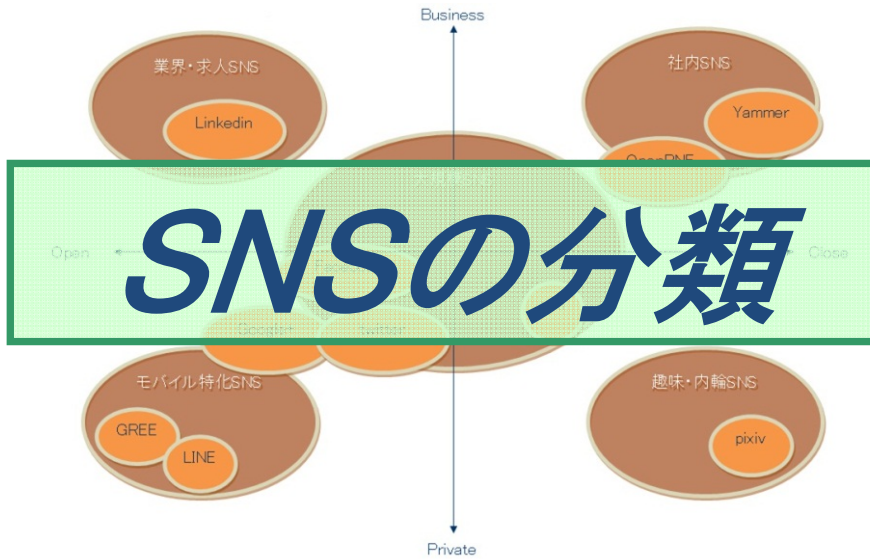 Business
業界・求人SNS
社内SNS
Linkedin
Yammer
OpenPNE
SNSの分類
Open
Close
twitter
モバイル特化SNS
趣味・内輪SNS
GREE
LINE
pixiv
Private